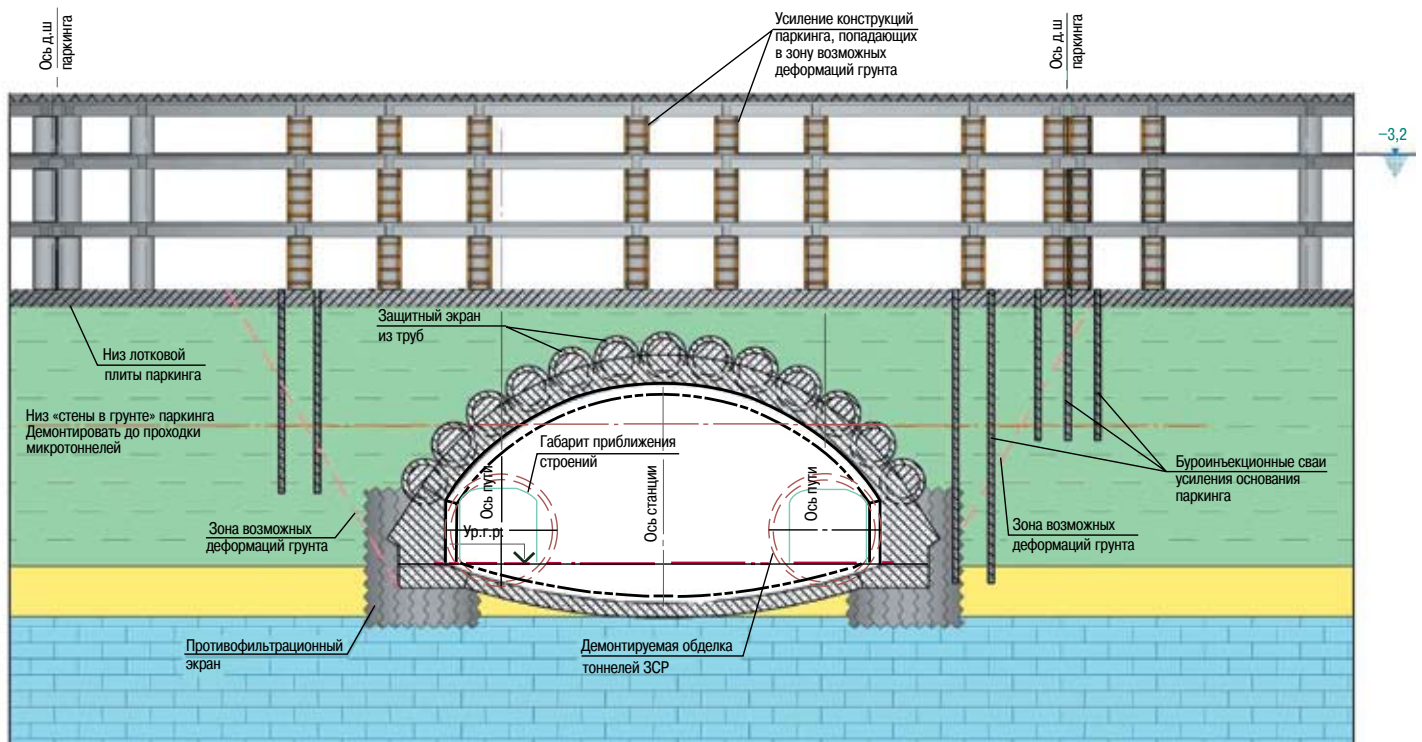 Ось д.ш
паркинга
Усиление конструкций
паркинга, попадающих
в зону возможных
деформаций грунта
Ось д.ш
паркинга
–3,2
Защитный экран
из труб
Низ лотковой
плиты паркинга
Низ «стены в грунте» паркинга
Демонтировать до проходки
микротоннелей
Габарит приближения
строений
Ось пути
Ось станции
Ось пути
Ур.г.р.
Буроинъекционные сваи
усиления основания
паркинга
Зона возможных
деформаций грунта
Зона возможных
деформаций грунта
Противофильтрационный
экран
Демонтируемая обделка
тоннелей ЗСР